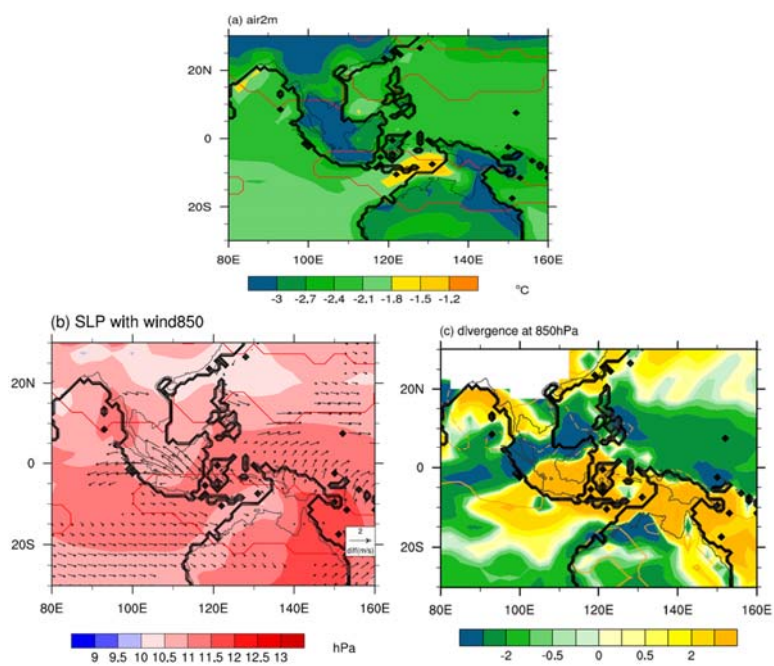 (a) air2m
20N
0
20S
80E 100E 120E 140E 160E
-3 -2.7 -2.4 -2.1 -1.8 -1.5 -1.2
°C
(b) SLP with wind850
20N
0
20S
2
diff(m/s)
80E 100E 120E 140E 160E
9 9.5 10 10.5 11 11.5 12 12.5 13
hPa
(c) divergence at 850hPa
20N
0
20S
80E 100E 120E 140E 160E
-2 -0.5 0 0.5 2